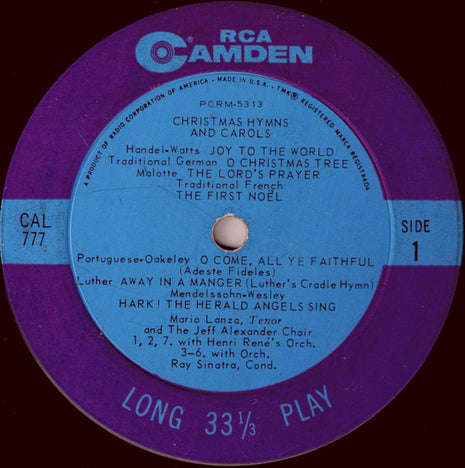 RCA
CAMDEN
A PRODUCT OF RADIO CORPORATION OF AMERICA - MADE IN U.S.A. - TMK® REGISTERED MARCA REGISTRADA
PCRM-5313
CHRISTMAS HYMNS
AND CAROLS
Handel-Watts JOY TO THE WORLD
Traditional German O CHRISTMAS TREE
Malotte THE LORD'S PRAYER
Traditional French
THE FIRST NOËL
CAL
777
SIDE
1
Portuguese-Oakeley O COME, ALL YE FAITHFUL
(Adeste Fideles)
Luther AWAY IN A MANGER (Luther's Cradle Hymn)
Mendelssohn-Wesley
HARK! THE HERALD ANGELS SING
Mario Lanza, Tenor
and The Jeff Alexander Choir
1, 2, 7. with Henri René's Orch.
3-6. with Orch.
Ray Sinatra, Cond.
LONG 33 1/3 PLAY